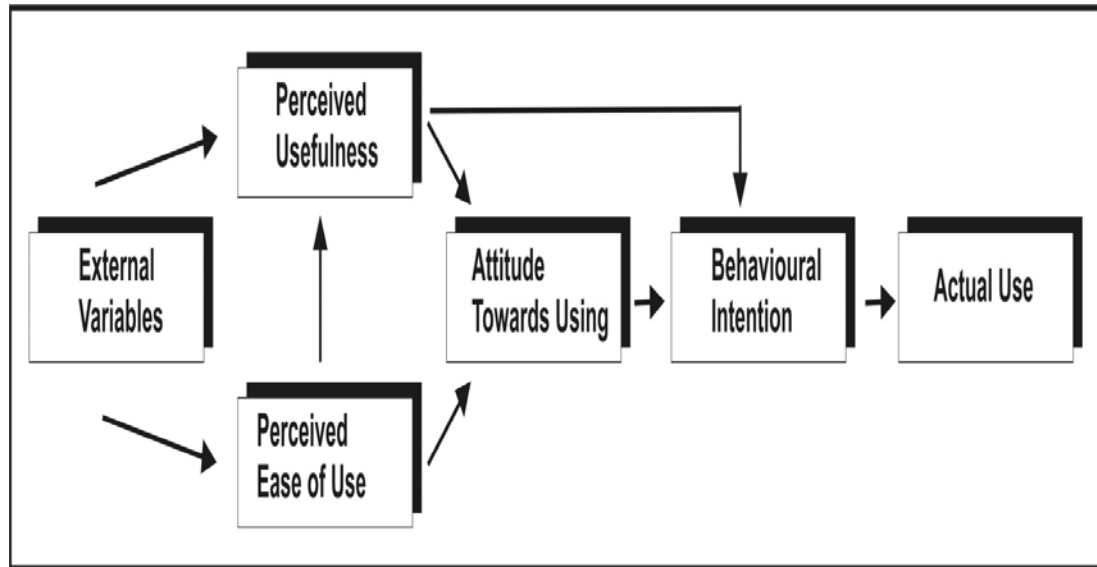 Perceived
Usefulness
External
Variables
Attitude
Towards Using
Behavioural
Intention
Actual Use
Perceived
Ease of Use